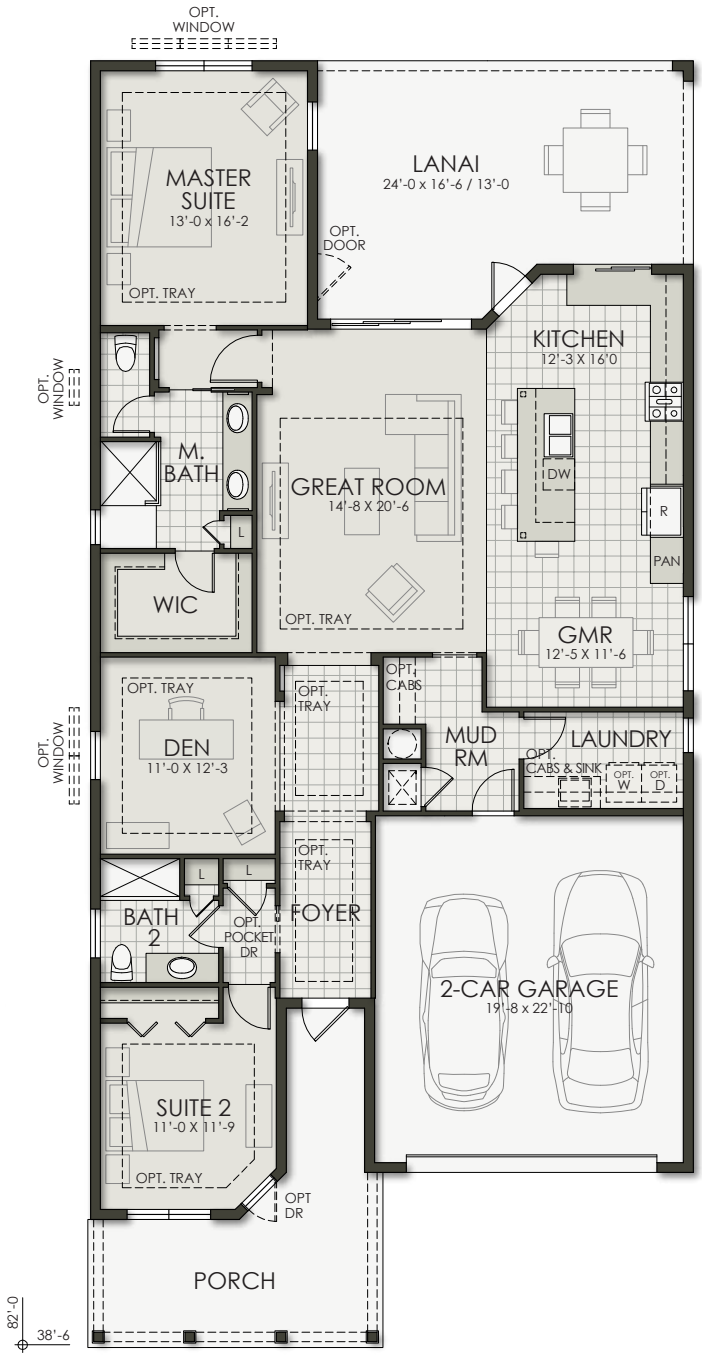 OPT.
WINDOW
MASTER
SUITE
13'-0 x 16'-2
OPT. TRAY
LANAI
24'-0 x 16'-6 / 13'-0
OPT.
DOOR
KITCHEN
12'-3 X 16'0
OPT.
WINDOW
M.
BATH
L
GREAT ROOM
14'-8 X 20'-6
OPT. TRAY
DW
R
PAN
WIC
GMR
12'-5 X 11'-6
OPT. TRAY
DEN
11'-0 X 12'-3
OPT.
WINDOW
OPT.
TRAY
OPT.
CABS
MUD
RM
LAUNDRY
OPT.
CABS & SINK
OPT.
W
OPT.
D
OPT.
TRAY
FOYER
L
L
BATH
2
OPT.
POCKET
DR
2-CAR GARAGE
19'-8 x 22'-10
SUITE 2
11'-0 X 11'-9
OPT. TRAY
OPT
DR
PORCH
82'-0
38'-6